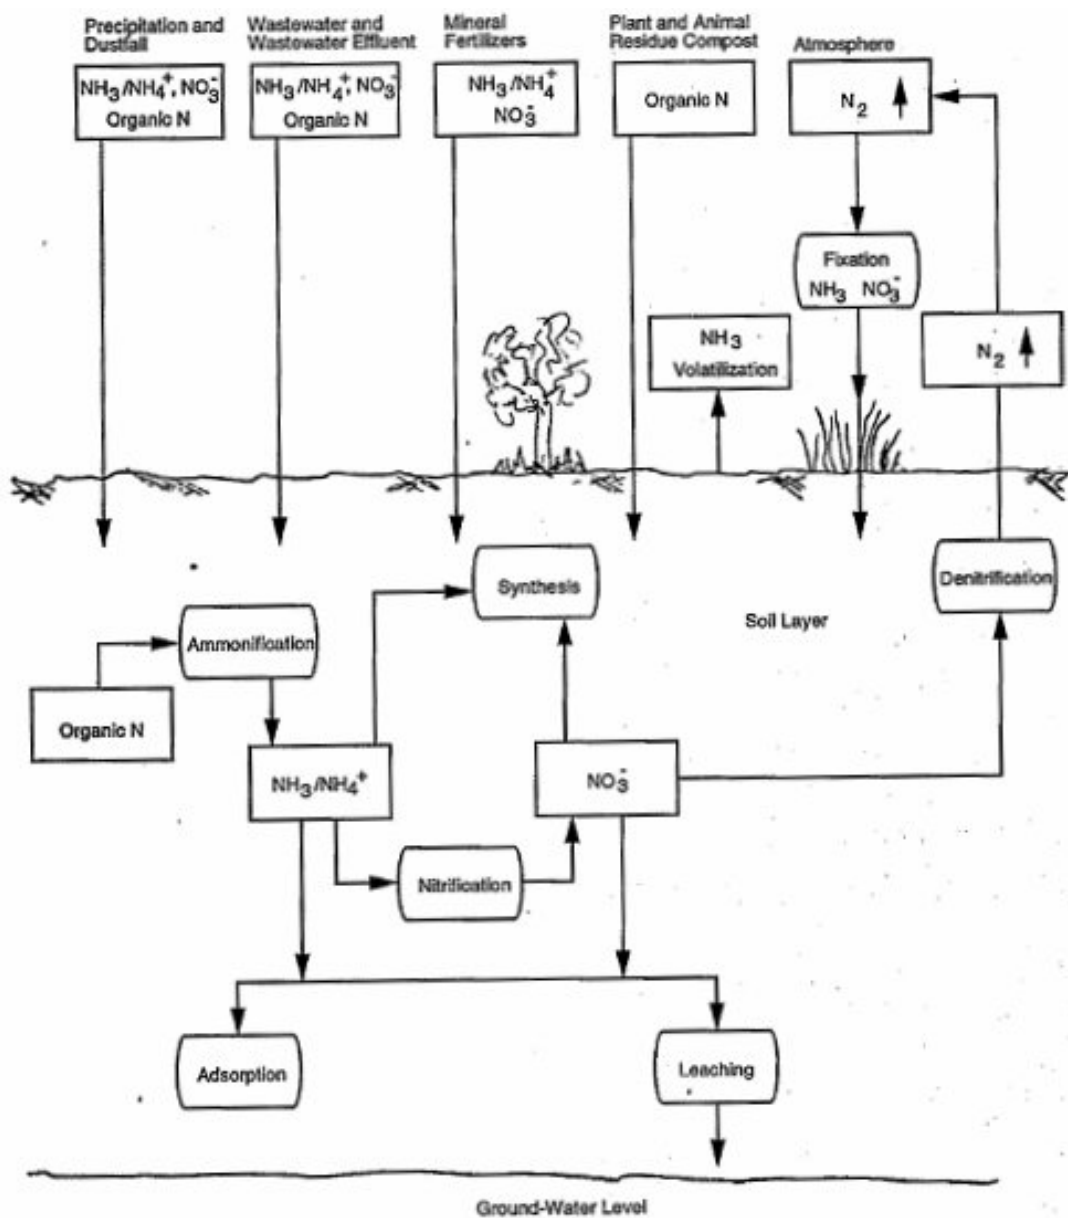 Precipitation and
Dustfall
Wastewater and
Wastewater Effluent
Mineral
Fertilizers
Plant and Animal
Residue Compost
Atmosphere
NH₃/NH₄⁺, NO₃⁻
Organic N
NH₃/NH₄⁺, NO₃⁻
Organic N
NH₃/NH₄⁺
NO₃⁻
Organic N
N₂
Fixation
NH₃ NO₃⁻
NH₃
Volatilization
N₂
Synthesis
Denitrification
Soil Layer
Ammonification
Organic N
NH₃/NH₄⁺
NO₃⁻
Nitrification
Adsorption
Leaching
Ground-Water Level